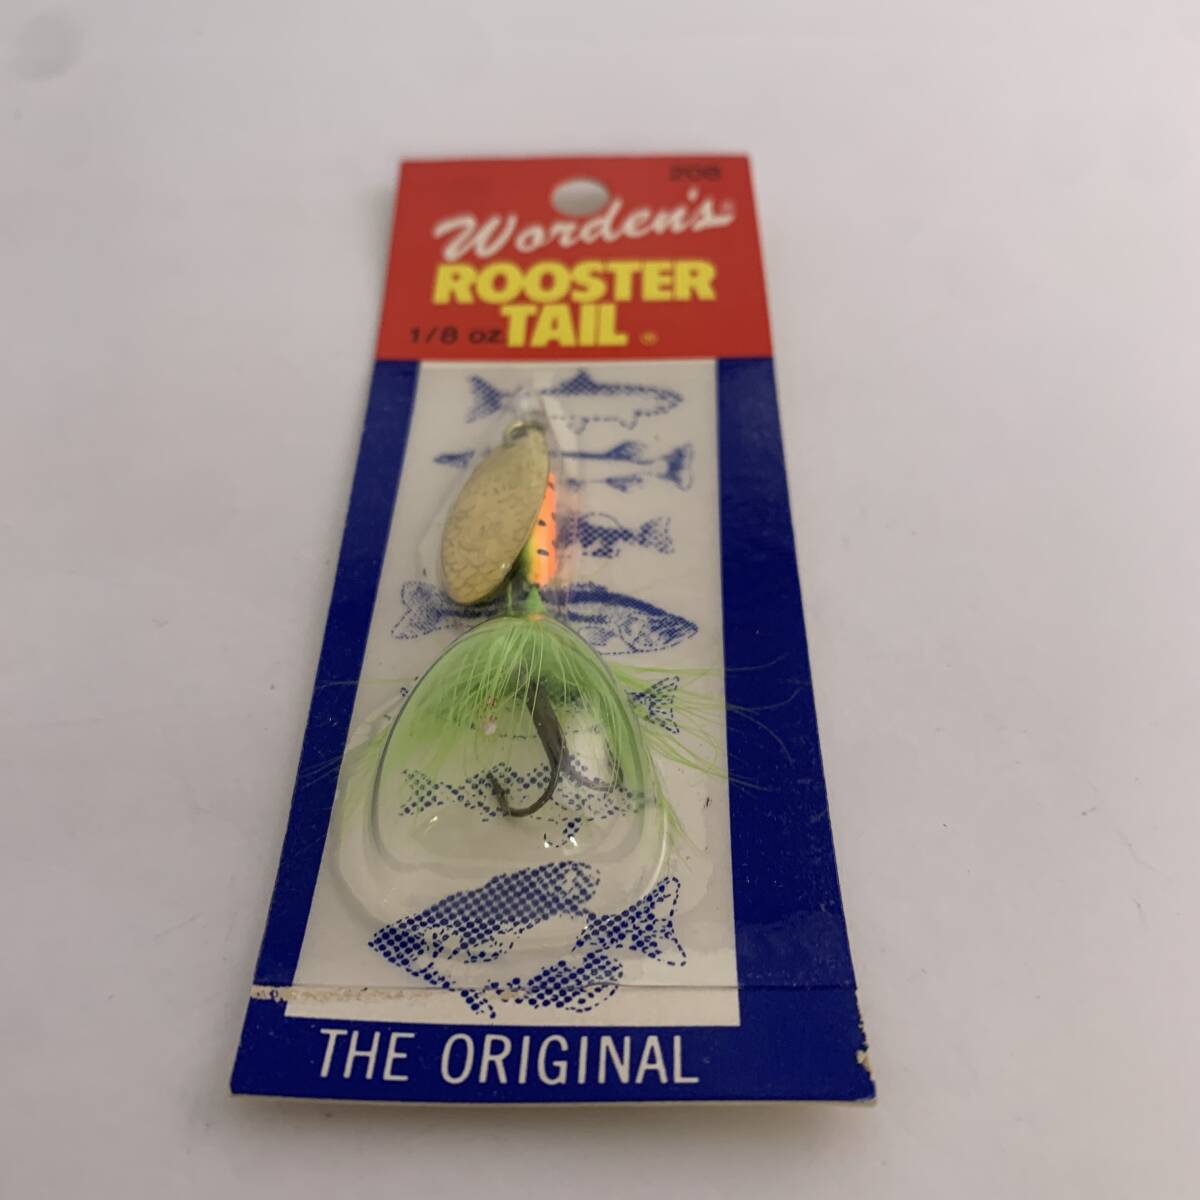 208
Worden's®
ROOSTER
1/8 oz TAIL ®
THE ORIGINAL